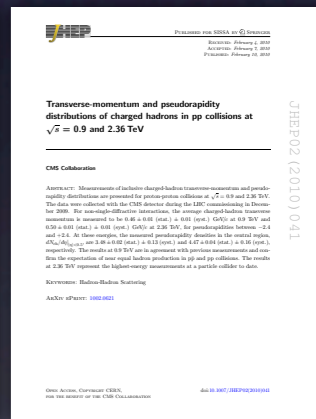 JHEP
PUBLISHED FOR SISSA BY SPRINGER
RECEIVED: February 4, 2010
ACCEPTED: February 7, 2010
PUBLISHED: February 10, 2010
Transverse-momentum and pseudorapidity
distributions of charged hadrons in pp collisions at
√s = 0.9 and 2.36 TeV
CMS Collaboration
ABSTRACT: Measurements of inclusive charged-hadron transverse-momentum and pseudo-
rapidity distributions are presented for proton-proton collisions at √s = 0.9 and 2.36 TeV.
The data were collected with the CMS detector during the LHC commissioning in Decem-
ber 2009. For non-single-diffractive interactions, the average charged-hadron transverse
momentum is measured to be 0.46 ± 0.01 (stat.) ± 0.01 (syst.) GeV/c at 0.9 TeV and
0.50 ± 0.01 (stat.) ± 0.01 (syst.) GeV/c at 2.36 TeV, for pseudorapidities between −2.4
and +2.4. At these energies, the measured pseudorapidity densities in the central region,
dNch/dη||η|<0.5, are 3.48 ± 0.02 (stat.) ± 0.13 (syst.) and 4.47 ± 0.04 (stat.) ± 0.16 (syst.),
respectively. The results at 0.9 TeV are in agreement with previous measurements and con-
firm the expectation of near equal hadron production in pp̄ and pp collisions. The results
at 2.36 TeV represent the highest-energy measurements at a particle collider to date.
KEYWORDS: Hadron-Hadron Scattering
ARXIV EPRINT: 1002.0621
JHEP02(2010)041
OPEN ACCESS, COPYRIGHT CERN,
FOR THE BENEFIT OF THE CMS COLLABORATION
doi:10.1007/JHEP02(2010)041